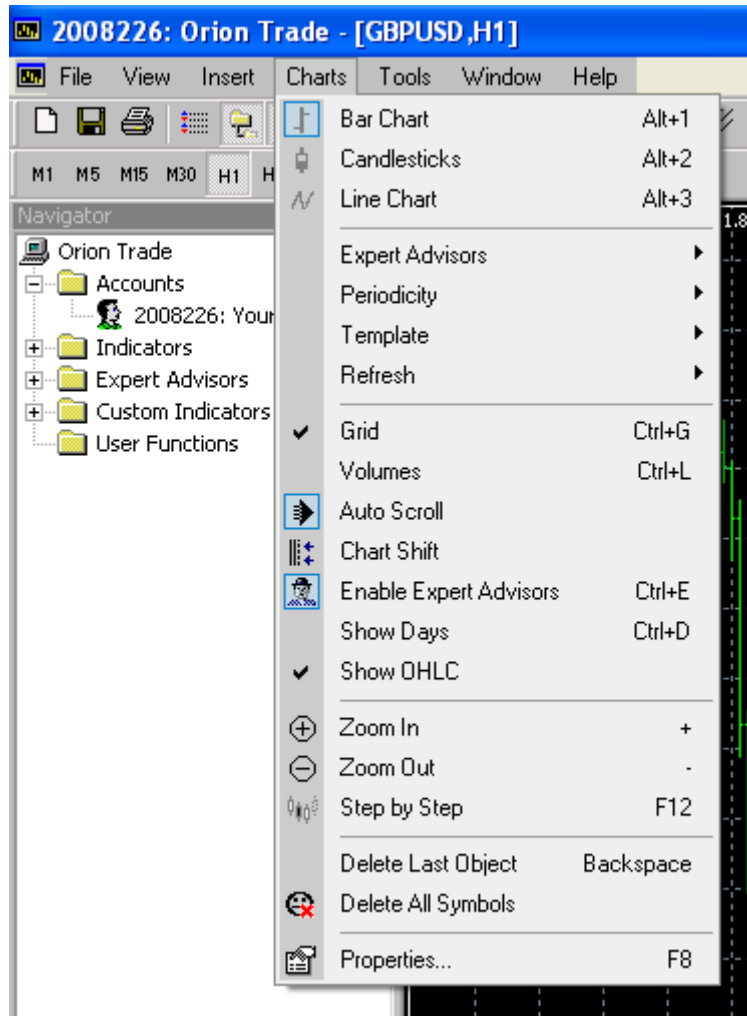 2008226: Orion Trade - [GBPUSD,H1]
File View Insert Charts Tools Window Help
M1 M5 M15 M30 H1 H
Navigator
Orion Trade
Accounts
2008226: Your
Indicators
Expert Advisors
Custom Indicators
User Functions
Bar Chart Alt+1
Candlesticks Alt+2
Line Chart Alt+3
Expert Advisors
Periodicity
Template
Refresh
Grid Ctrl+G
Volumes Ctrl+L
Auto Scroll
Chart Shift
Enable Expert Advisors Ctrl+E
Show Days Ctrl+D
Show OHLC
Zoom In +
Zoom Out -
Step by Step F12
Delete Last Object Backspace
Delete All Symbols
Properties... F8
1.8